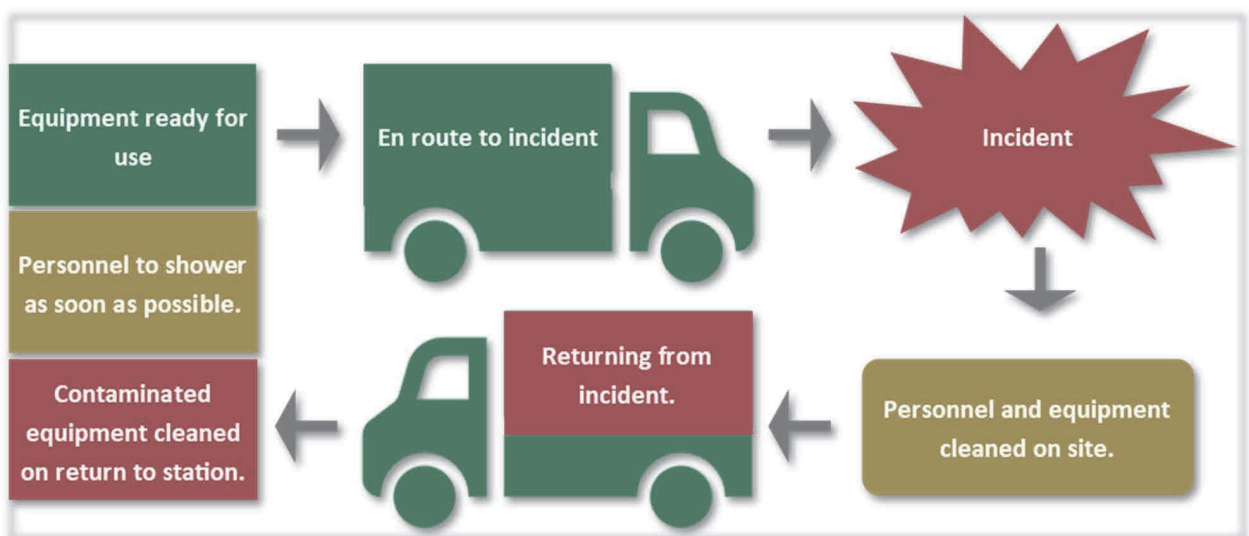 Equipment ready for
use
En route to incident
Incident
Personnel to shower
as soon as possible.
Returning from
incident.
Personnel and equipment
cleaned on site.
Contaminated
equipment cleaned
on return to station.